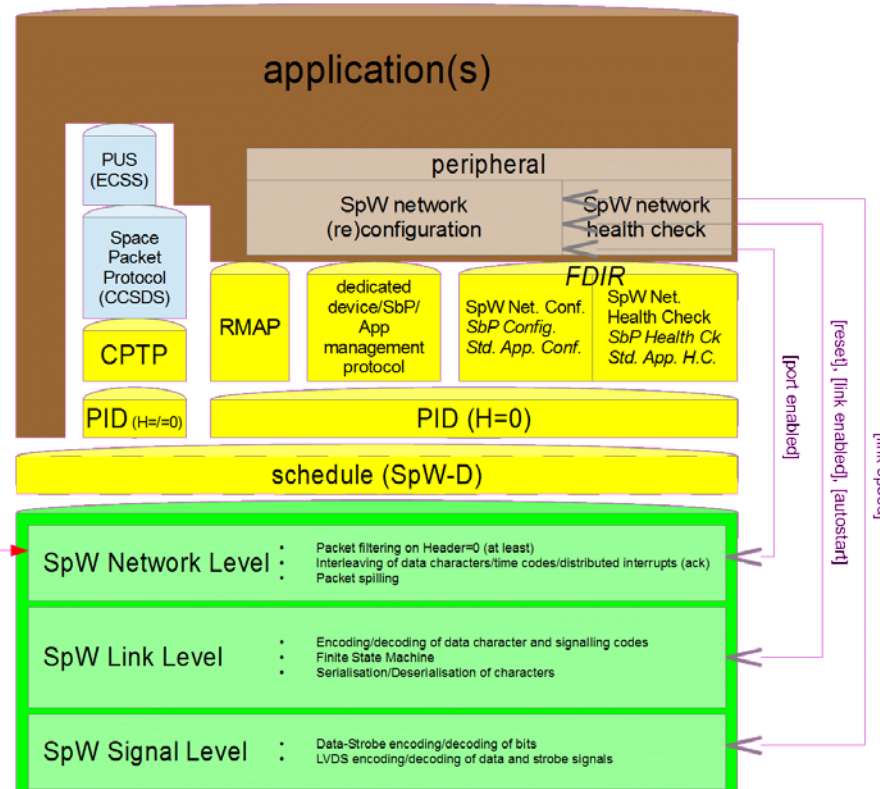 application(s)
PUS
(ECSS)
peripheral
SpW network
(re)configuration
SpW network
health check
Space
Packet
Protocol
(CCSDS)
CPTP
RMAP
dedicated
device/SbP/
App
management
protocol
FDIR
SpW Net. Conf.
SbP Config.
Std. App. Conf.
SpW Net.
Health Check
SbP Health Ck
Std. App. H.C.
PID (H=/=0)
PID (H=0)
schedule (SpW-D)
SpW Network Level
• Packet filtering on Header=0 (at least)
• Interleaving of data characters/time codes/distributed interrupts (ack)
• Packet spilling
SpW Link Level
• Encoding/decoding of data character and signalling codes
• Finite State Machine
• Serialisation/Deserialisation of characters
SpW Signal Level
• Data-Strobe encoding/decoding of bits
• LVDS encoding/decoding of data and strobe signals
[port enabled]
[reset], [link enabled], [autostart]